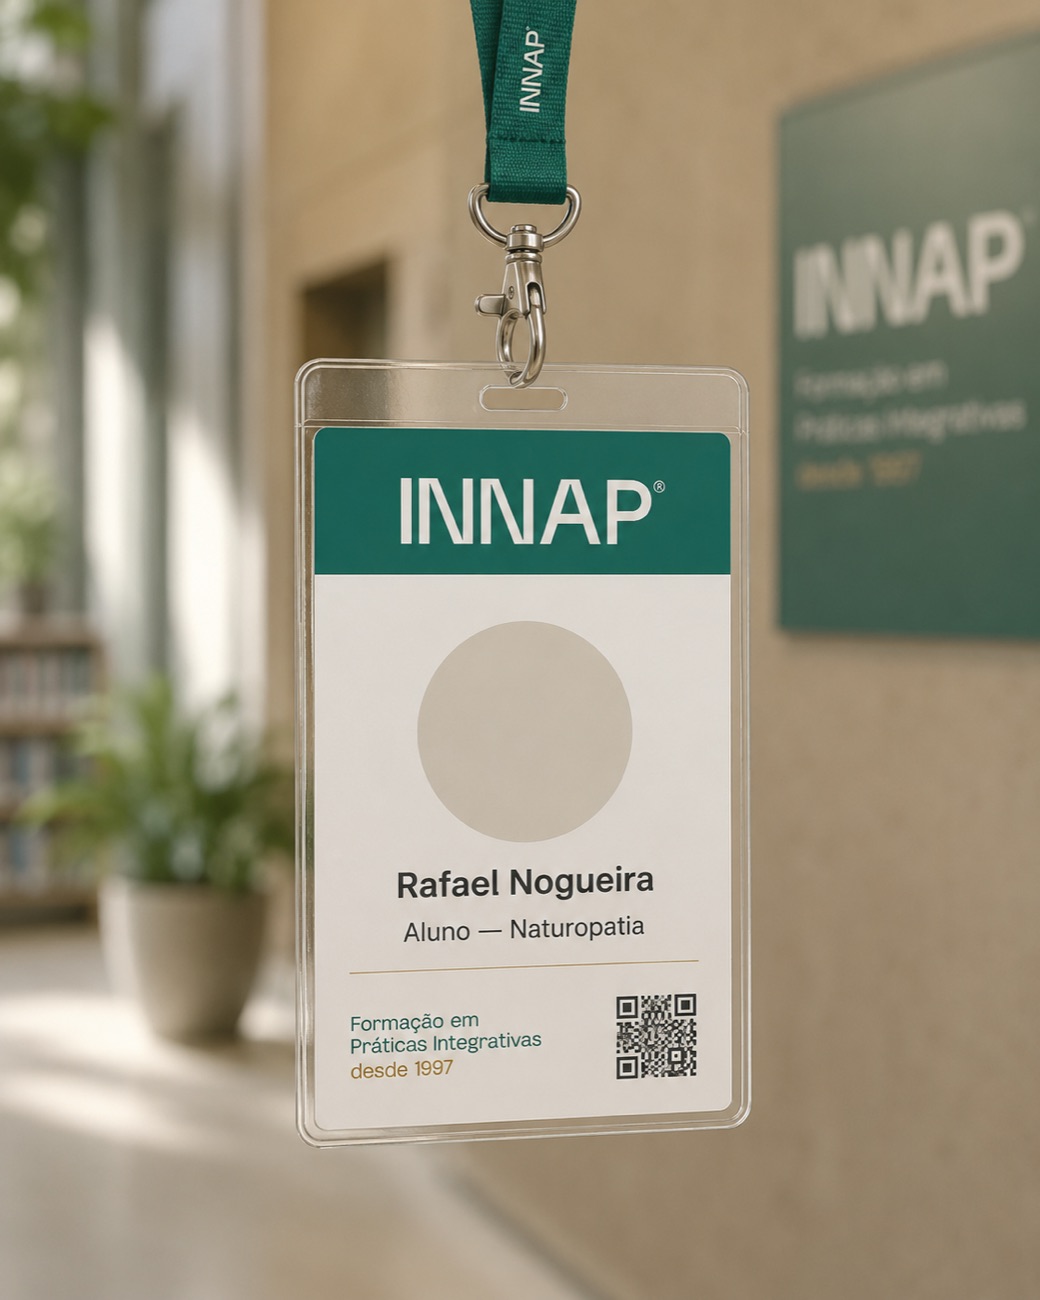 INNAP®
INNAP®
Rafael Nogueira
Aluno — Naturopatia
Formação em
Práticas Integrativas
desde 1997
INNAP
Formação em
Práticas Integrativas
desde 1997